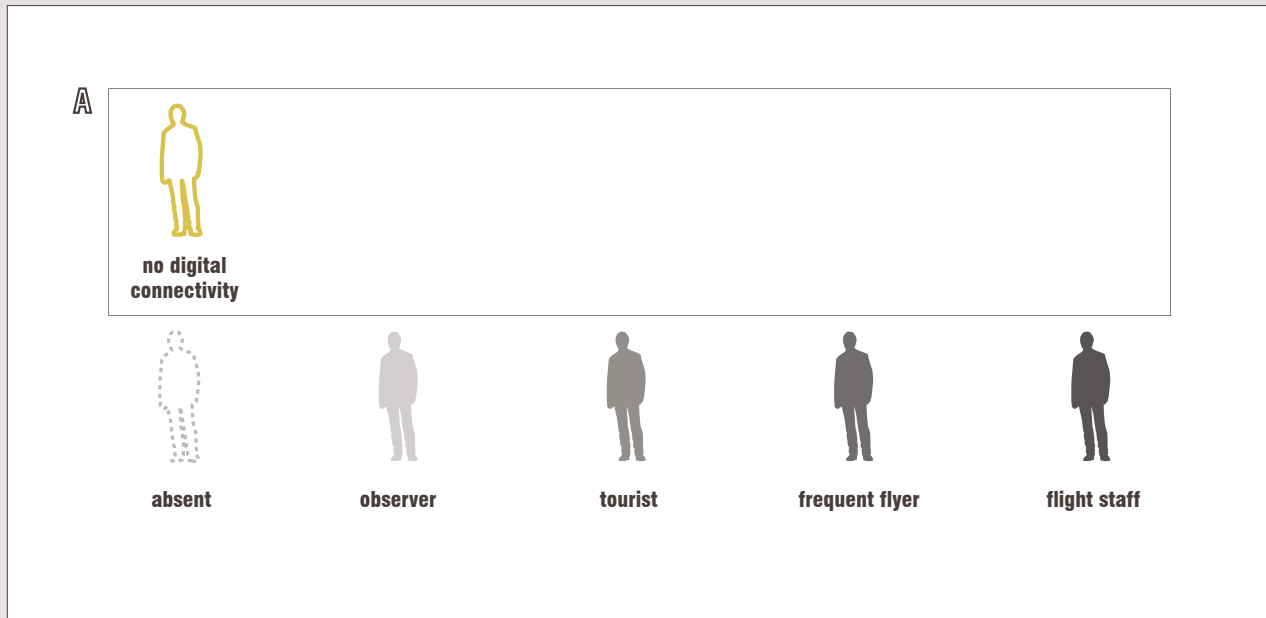 A
no digital
connectivity
absent
observer
tourist
frequent flyer
flight staff